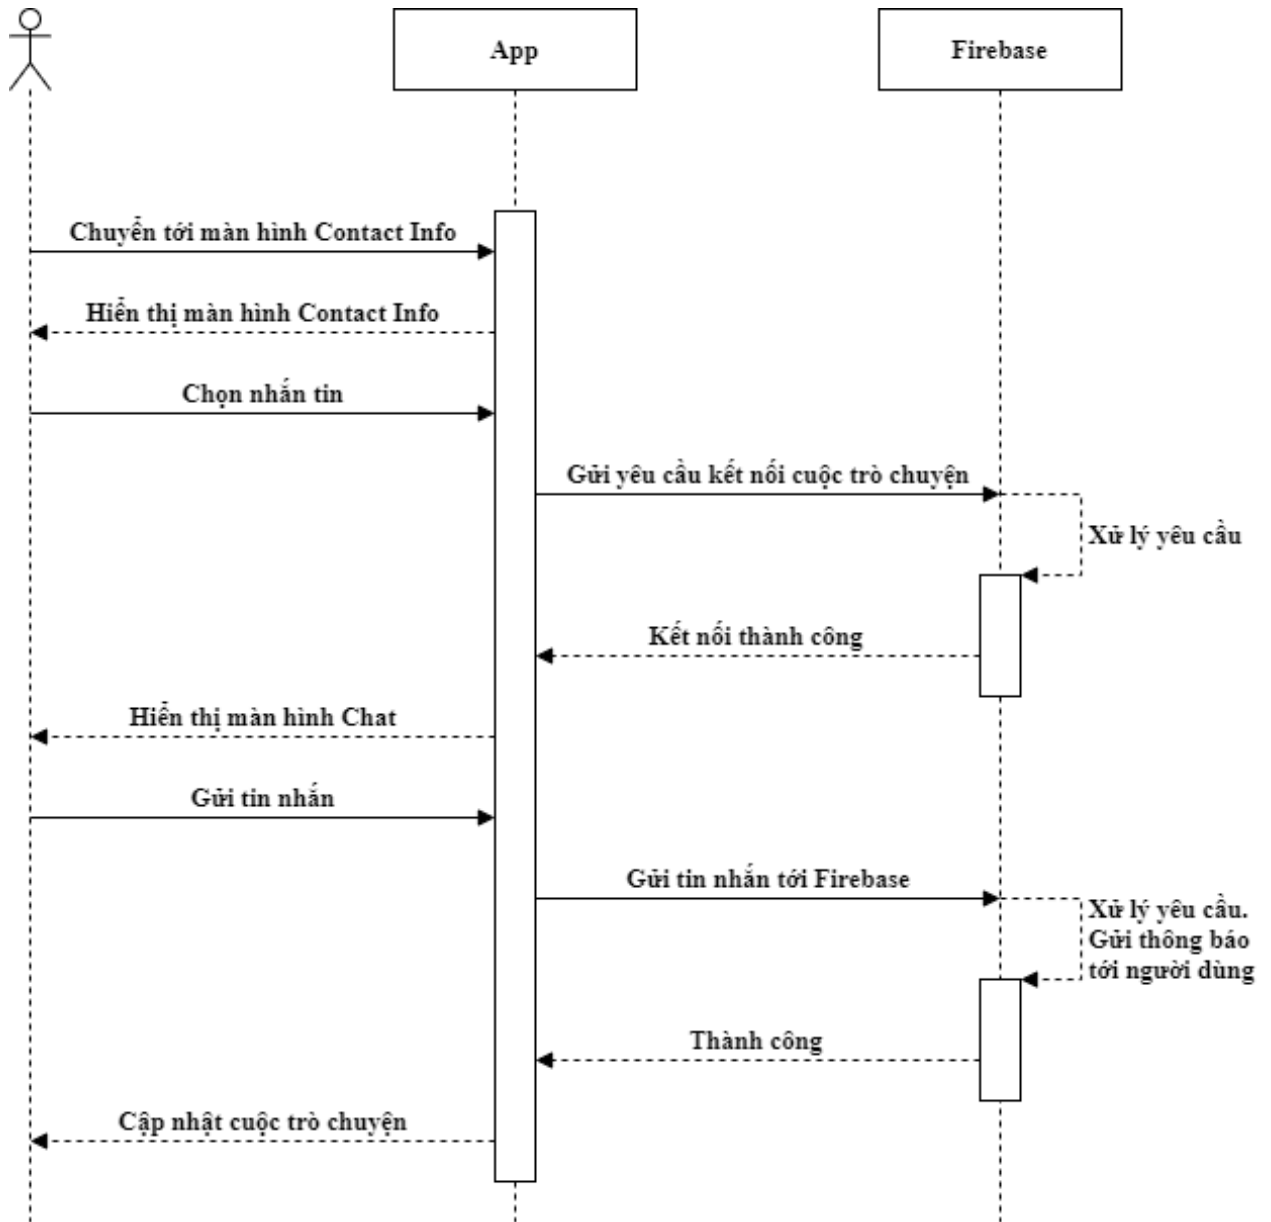 App
Firebase
Chuyển tới màn hình Contact Info
Hiển thị màn hình Contact Info
Chọn nhắn tin
Gửi yêu cầu kết nối cuộc trò chuyện
Xử lý yêu cầu
Kết nối thành công
Hiển thị màn hình Chat
Gửi tin nhắn
Gửi tin nhắn tới Firebase
Xử lý yêu cầu.
Gửi thông báo
tới người dùng
Thành công
Cập nhật cuộc trò chuyện